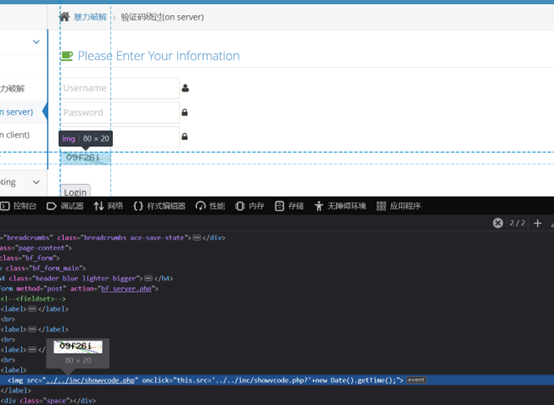 暴力破解 › 验证码绕过(on server)
Please Enter Your Information
力破解
Username
n server)
Password
n client)
img 80 × 20
09f26i
ting
Login
控制台 调试器 网络 样式编辑器 性能 内存 存储 无障碍环境 应用程序
2 / 2
="breadcrumbs" class="breadcrumbs ace-save-state"></div>
ass="page-content">
class="bf_form">
v class="bf_form_main">
h4 class="header blue lighter bigger"></h4>
form method="post" action="bf_server.php">
<!--<fieldset>-->
<label></label>
<br>
<label></label>
<br>
<label></label>
09f26i
<br>
80 × 20
<label>
<img src="../../inc/showvcode.php" onclick="this.src='../../inc/showvcode.php?'+new Date().getTime();"> event
</label>
<div class="space"></div>